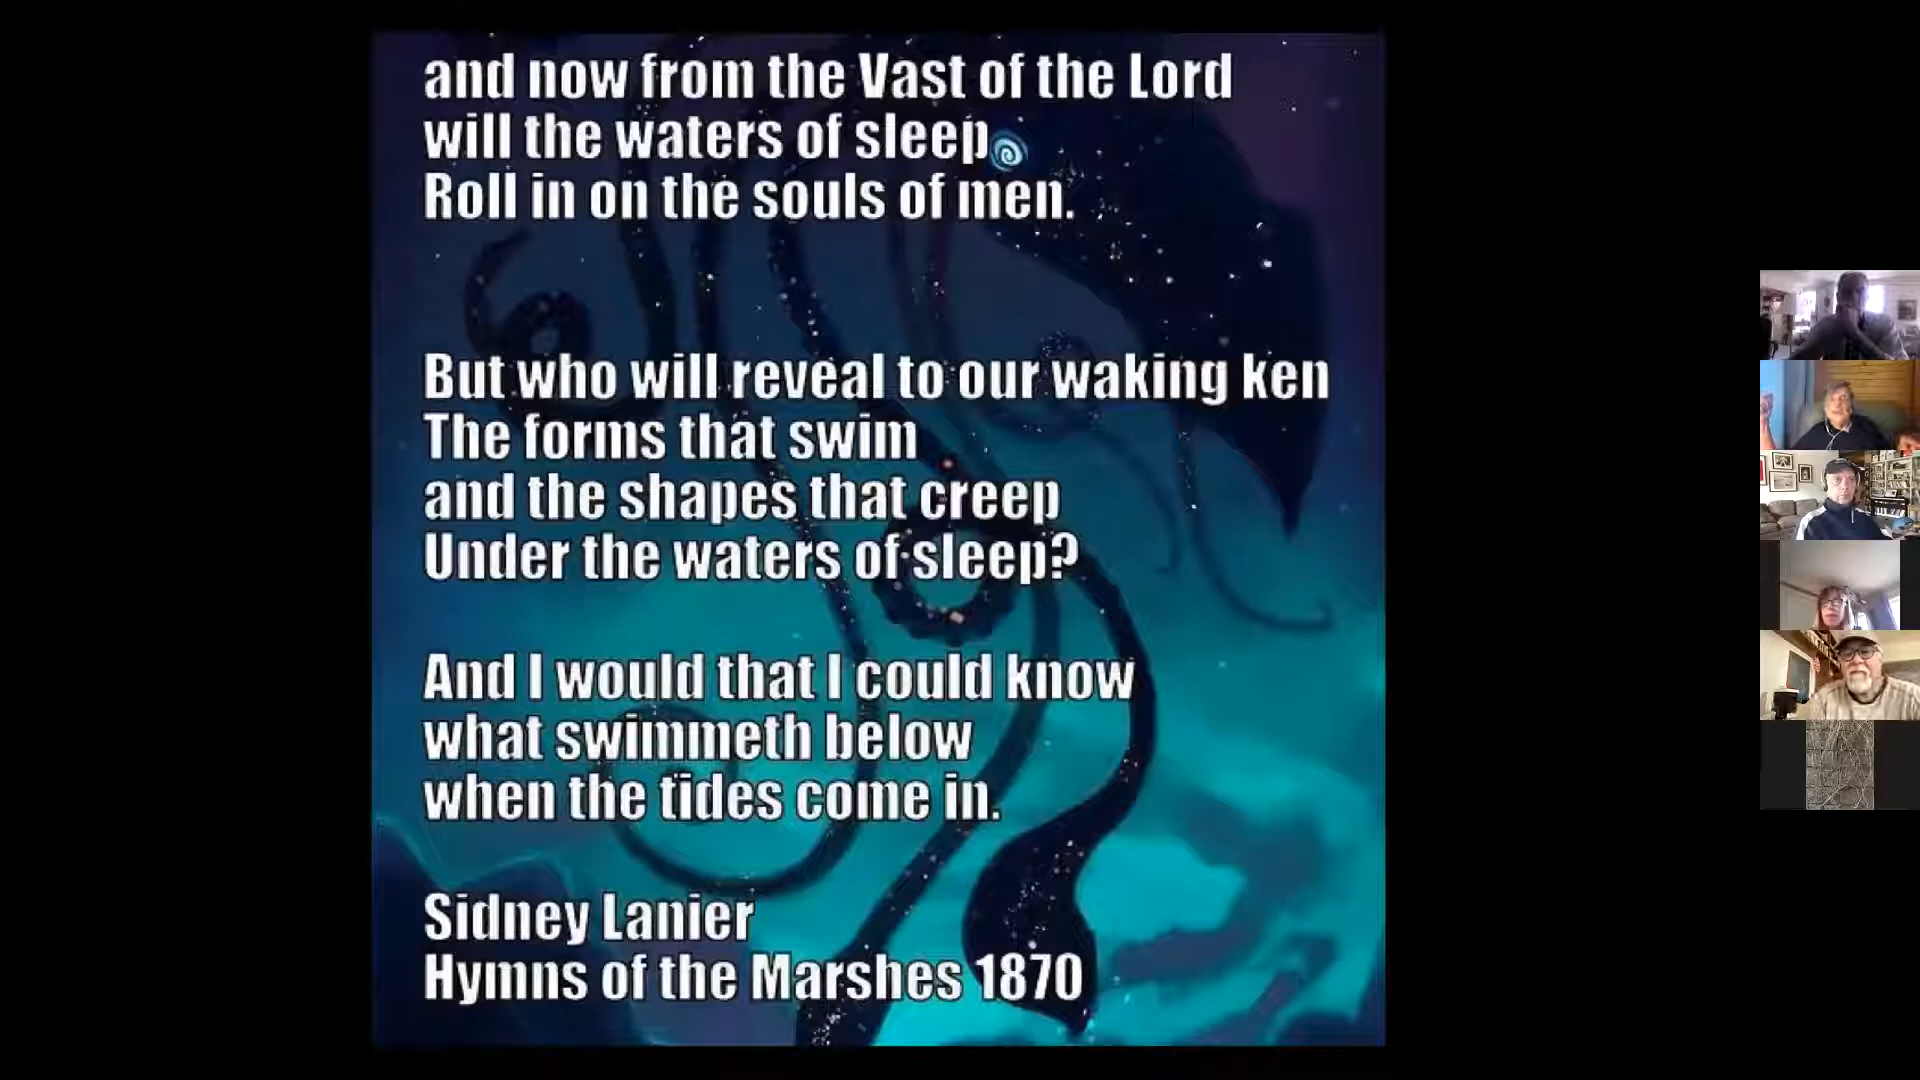 and now from the Vast of the Lord
will the waters of sleep
Roll in on the souls of men.
But who will reveal to our waking ken
The forms that swim
and the shapes that creep
Under the waters of sleep?
And I would that I could know
what swimmeth below
when the tides come in.
Sidney Lanier
Hymns of the Marshes 1870